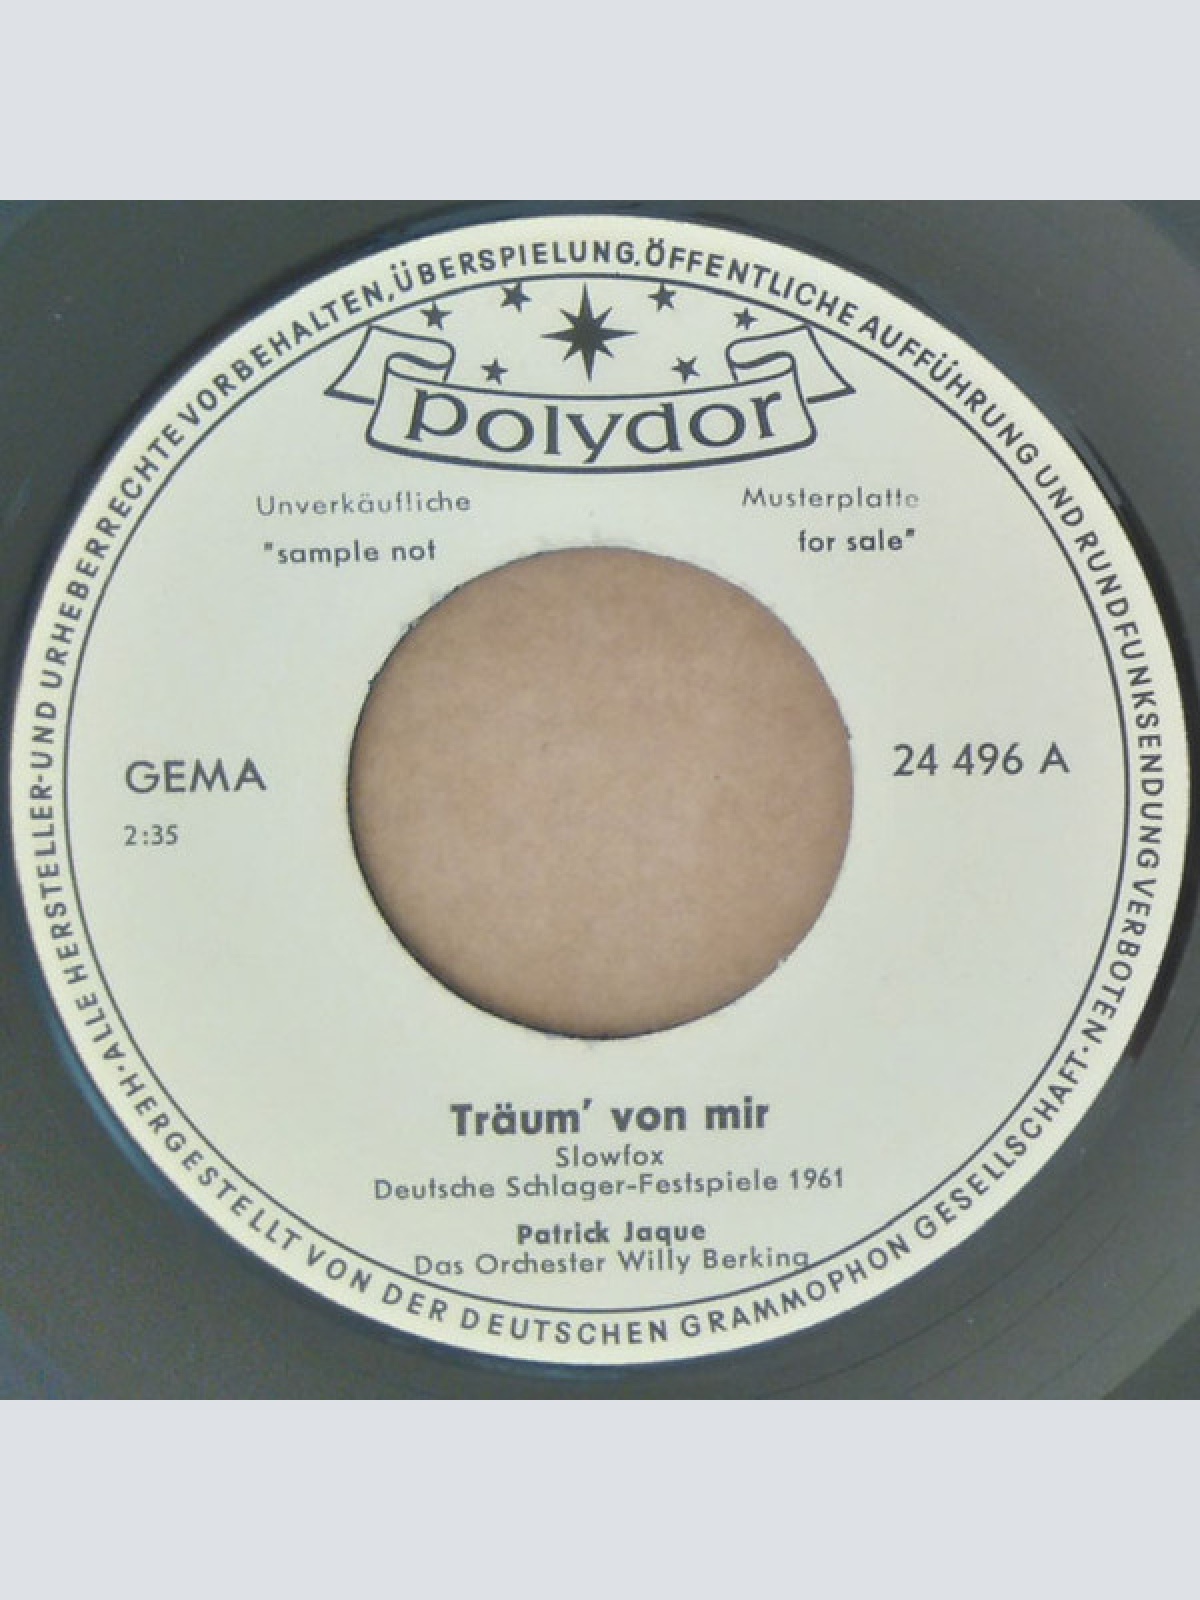 ALLE HERSTELLER- UND URHEBERRECHTE VORBEHALTEN, ÜBERSPIELUNG. ÖFFENTLICHE AUFFÜHRUNG UND RUNDFUNKSENDUNG VERBOTEN·
polydor
Unverkäufliche Musterplatte
"sample not for sale"
GEMA 24 496 A
2:35
Träum' von mir
Slowfox
Deutsche Schlager-Festspiele 1961
Patrick Jaque
Das Orchester Willy Berking
HERGESTELLT VON DER DEUTSCHEN GRAMMOPHON GESELLSCHAFT·